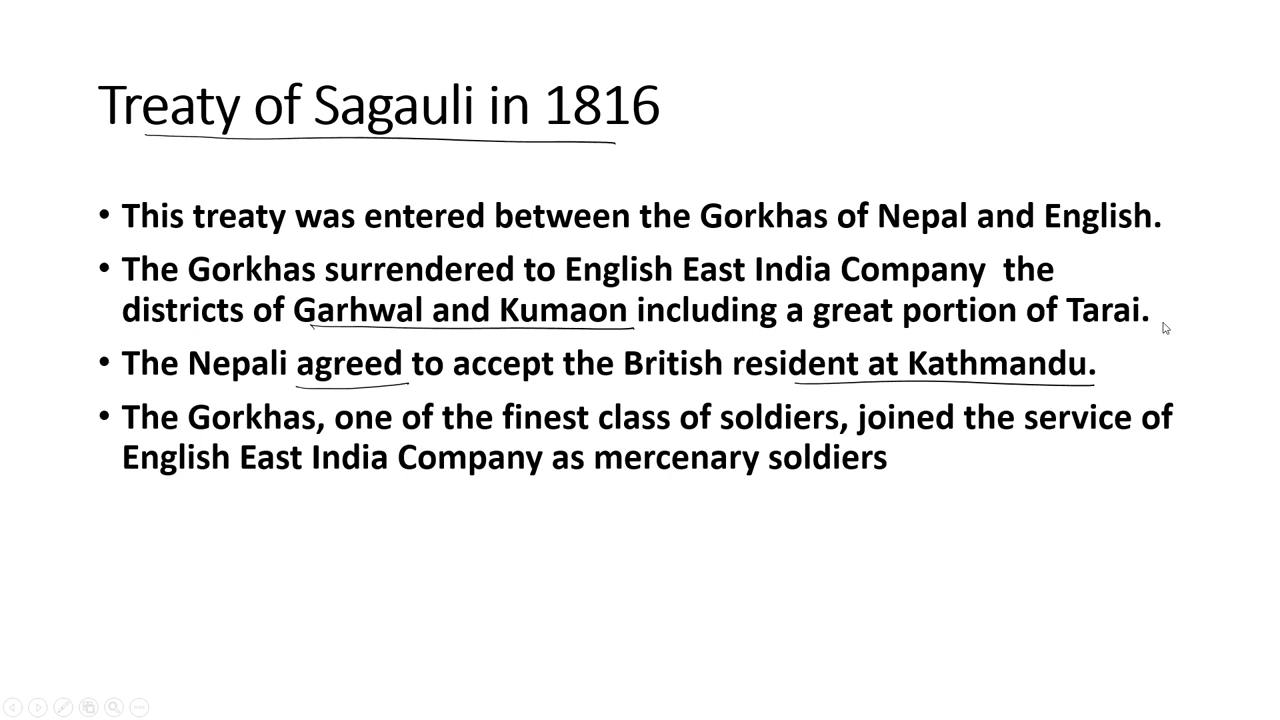 Treaty of Sagauli in 1816
• This treaty was entered between the Gorkhas of Nepal and English.
• The Gorkhas surrendered to English East India Company  the
districts of Garhwal and Kumaon including a great portion of Tarai.
• The Nepali agreed to accept the British resident at Kathmandu.
• The Gorkhas, one of the finest class of soldiers, joined the service of
English East India Company as mercenary soldiers